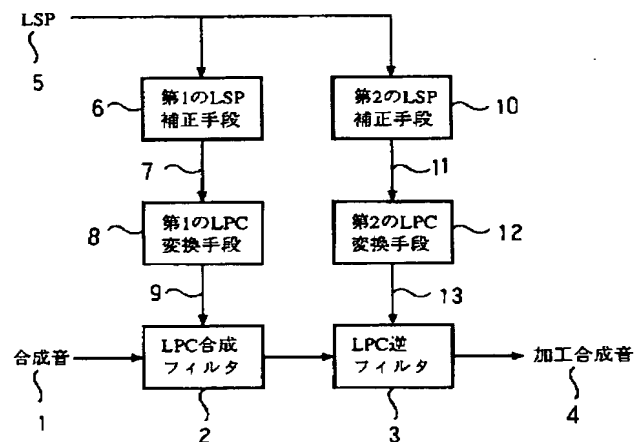 LSP
5
6
第1のLSP
補正手段
第2のLSP
補正手段
10
7
11
8
第1のLPC
変換手段
第2のLPC
変換手段
12
9
13
合成音
LPC合成
フィルタ
LPC逆
フィルタ
加工合成音
1
2
3
4